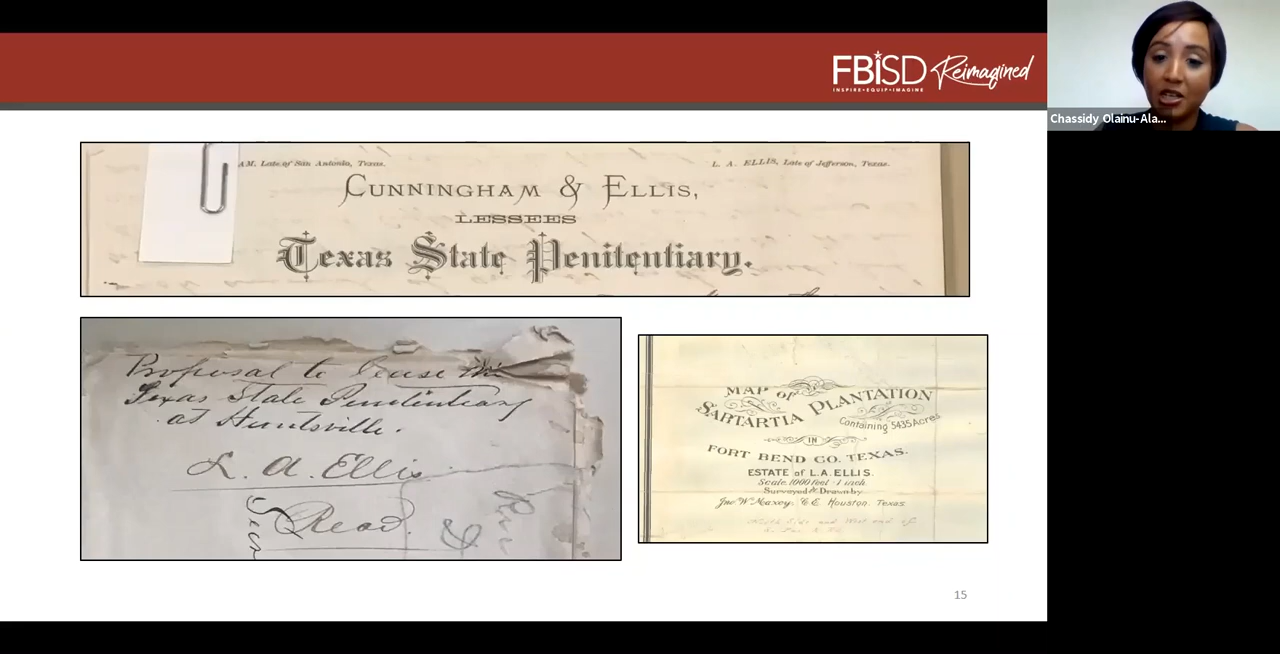 FBISD Reimagined
INSPIRE•EQUIP•IMAGINE
Chassidy Olainu-Ala...
AM. Late of San Antonio, Texas.
L. A. ELLIS, Late of Jefferson, Texas.
CUNNINGHAM & ELLIS,
LESSEES
Texas State Penitentiary.
Proposal to lease the
Texas State Penitentiary
at Huntsville.
L. A. Ellis
Read.
MAP OF
SARTARTIA PLANTATION
Containing 5435 Acres
IN
FORT BEND CO. TEXAS.
ESTATE of L.A. ELLIS.
Scale 1000 feet - 1 inch.
Surveyed & Drawn by
Jno W. Maxcy. C.E. Houston. Texas.
15